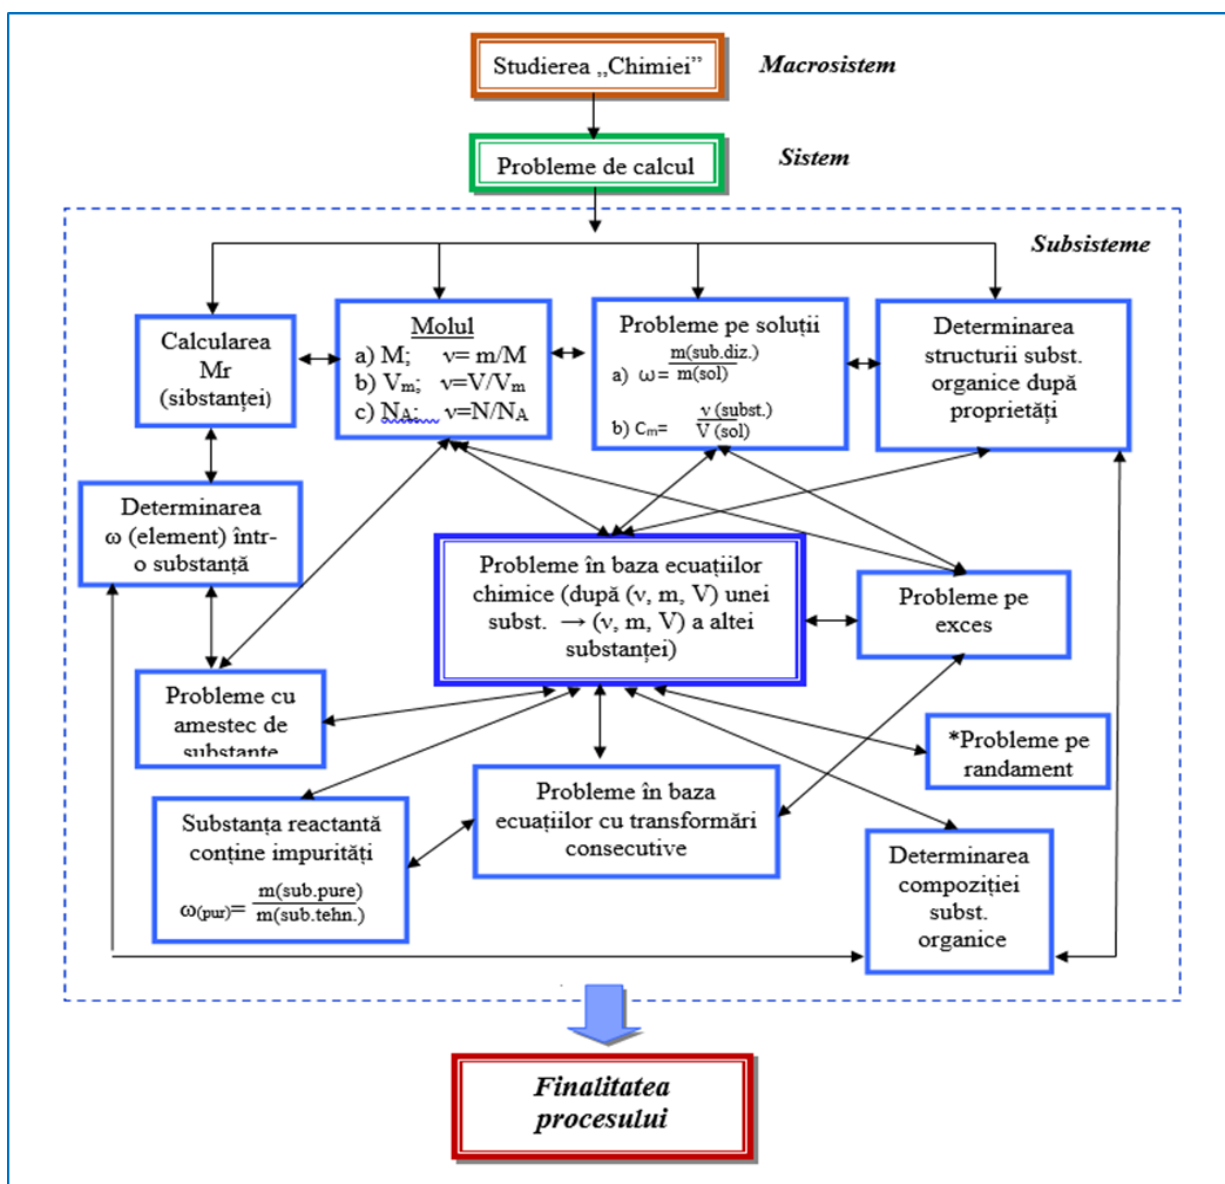 Studierea „Chimiei”
Macrosistem
Probleme de calcul
Sistem
Subsisteme
Calcularea
Mr
(sibstanței)
Molul
a) M; ν= m/M
b) Vₘ; ν=V/Vₘ
c) N_A; ν=N/N_A
Probleme pe soluții
a) ω= m(sub.diz.)/m(sol)
b) Cₘ= ν (subst.)/V (sol)
Determinarea
structurii subst.
organice după
proprietăți
Determinarea
ω (element) într-
o substanță
Probleme în baza ecuațiilor
chimice (după (ν, m, V) unei
subst. → (ν, m, V) a altei
substanței)
Probleme pe
exces
Probleme cu
amestec de
substanțe
*Probleme pe
randament
Substanța reactantă
conține impurități
ω(pur)= m(sub.pure)/m(sub.tehn.)
Probleme în baza
ecuațiilor cu transformări
consecutive
Determinarea
compoziției
subst.
organice
Finalitatea
procesului